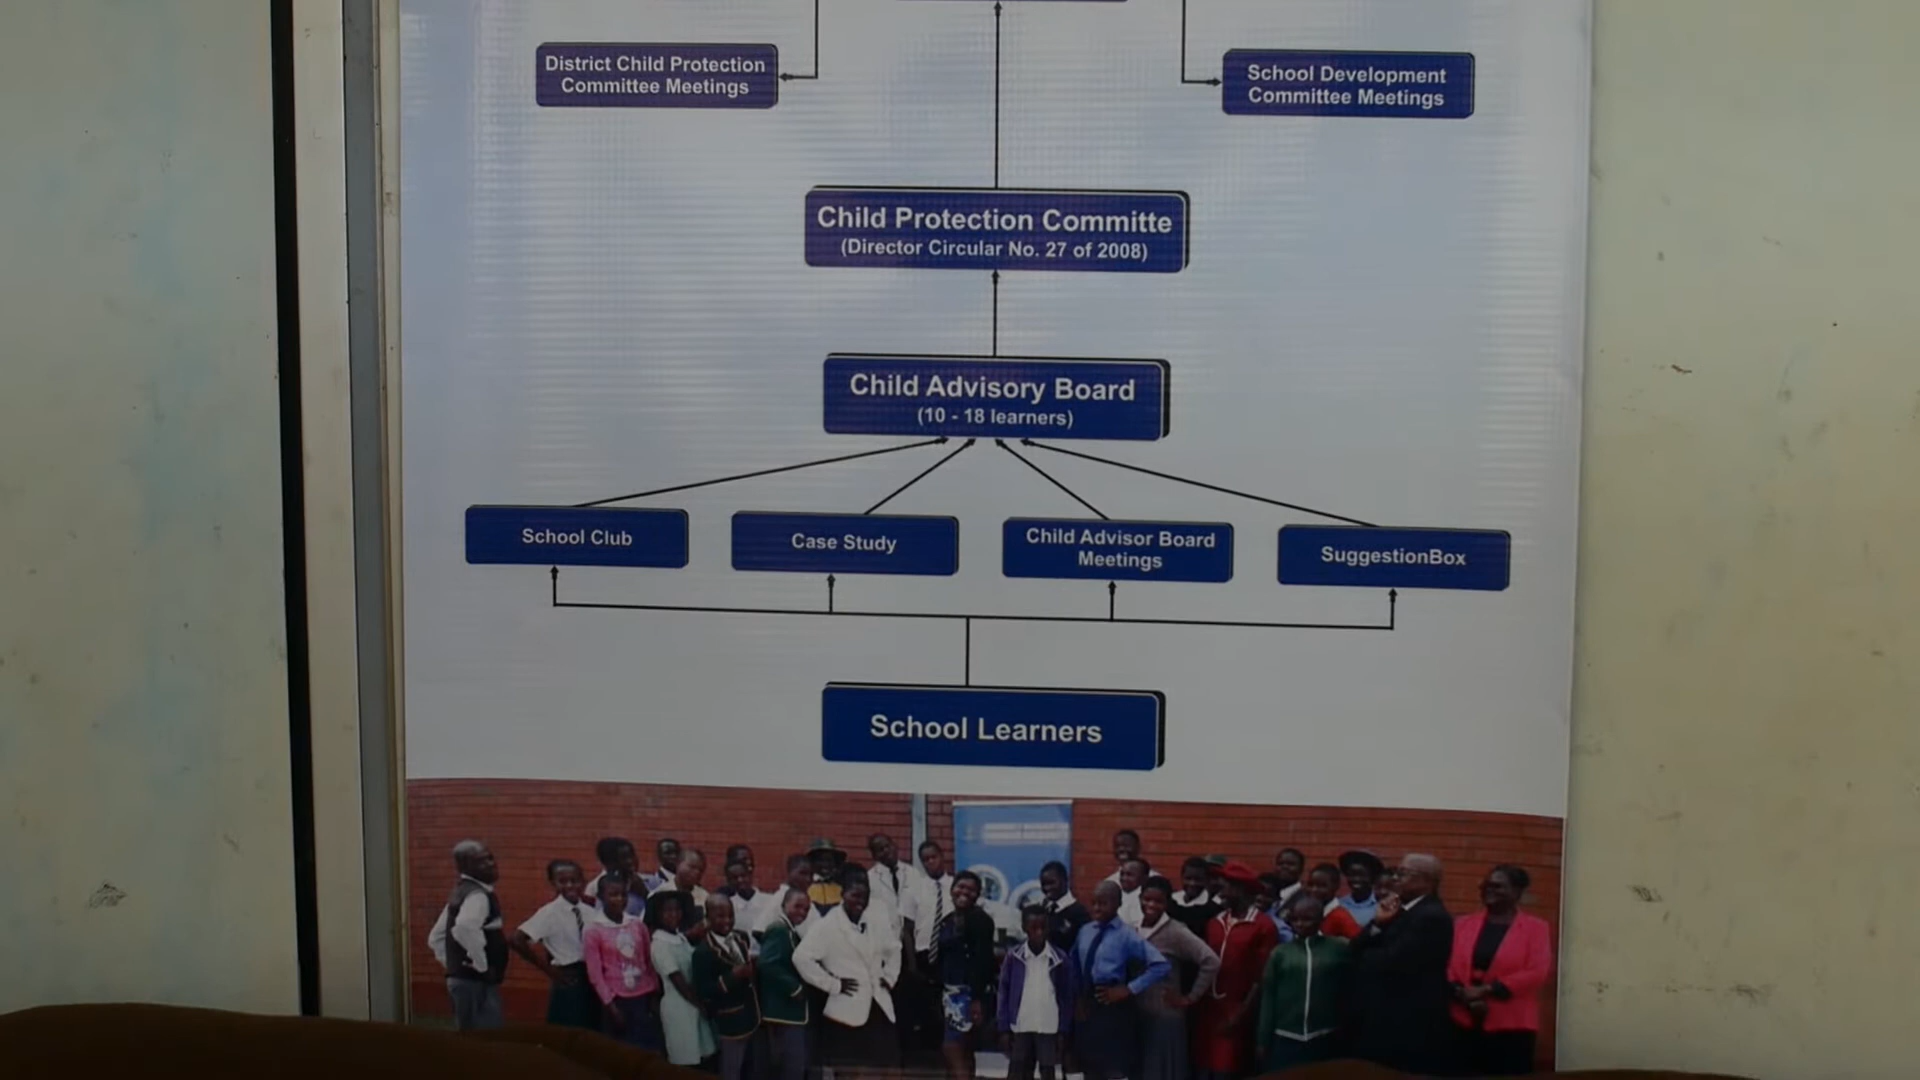 District Child Protection
Committee Meetings
School Development
Committee Meetings
Child Protection Committe
(Director Circular No. 27 of 2008)
Child Advisory Board
(10 - 18 learners)
School Club
Case Study
Child Advisor Board
Meetings
SuggestionBox
School Learners